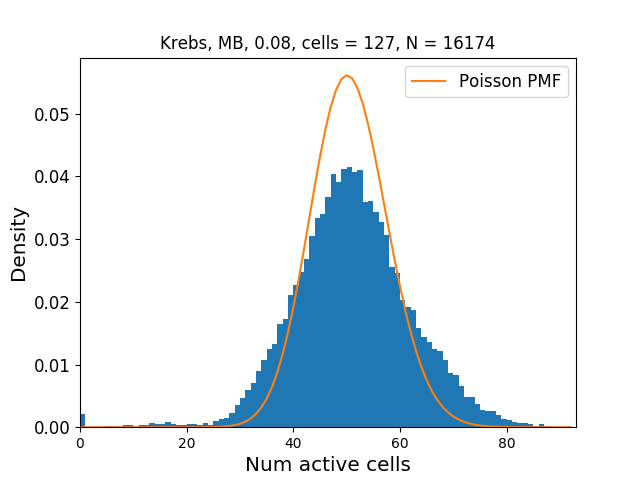 Krebs, MB, 0.08, cells = 127, N = 16174
Poisson PMF
Density
0.05
0.04
0.03
0.02
0.01
0.00
0 20 40 60 80
Num active cells